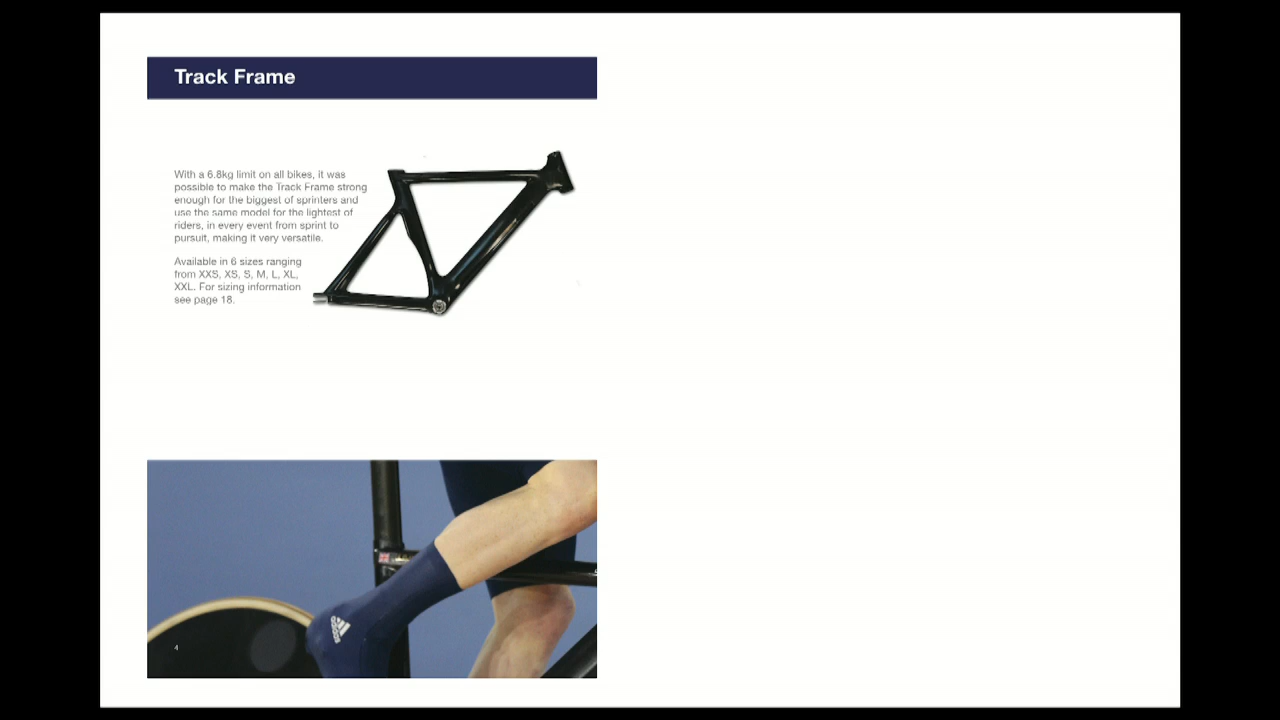 Track Frame
With a 6.8kg limit on all bikes, it was
possible to make the Track Frame strong
enough for the biggest of sprinters and
use the same model for the lightest of
riders, in every event from sprint to
pursuit, making it very versatile.
Available in 6 sizes ranging
from XXS, XS, S, M, L, XL,
XXL. For sizing information
see page 18.
adidas
4